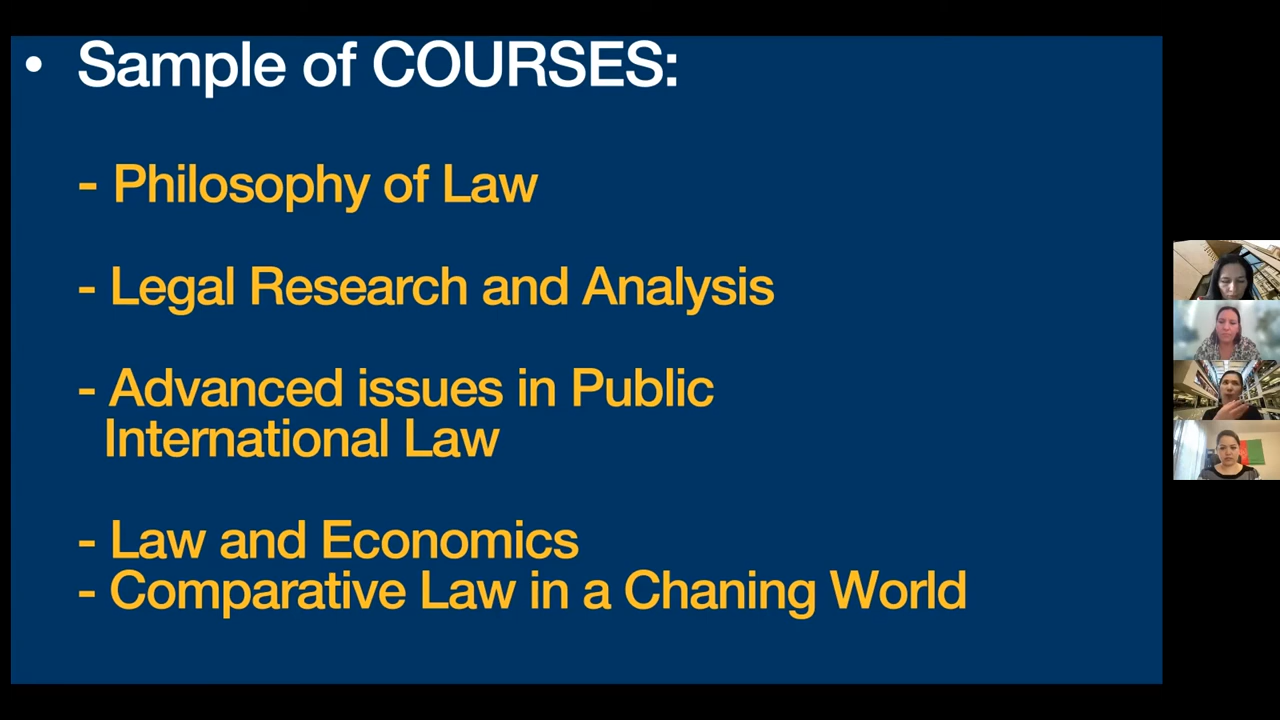 • Sample of COURSES:
- Philosophy of Law
- Legal Research and Analysis
- Advanced issues in Public
International Law
- Law and Economics
- Comparative Law in a Chaning World